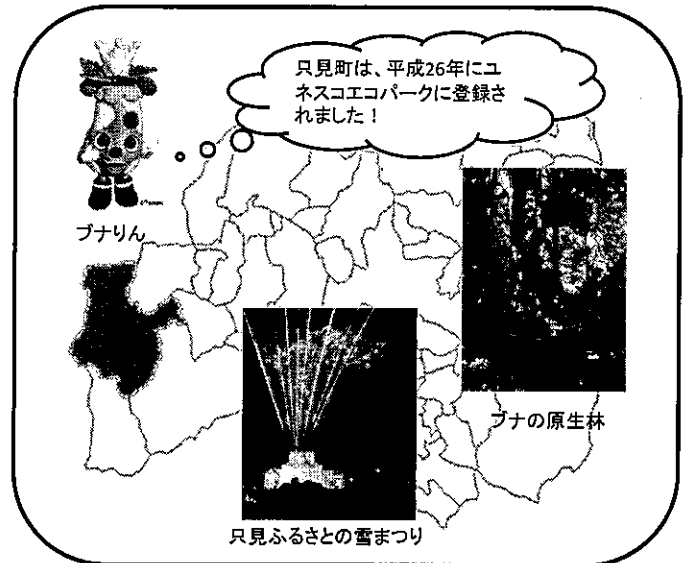 只見町は、平成26年にユ
ネスコエコパークに登録さ
れました！
ブナりん
ブナの原生林
只見ふるさとの雪まつり